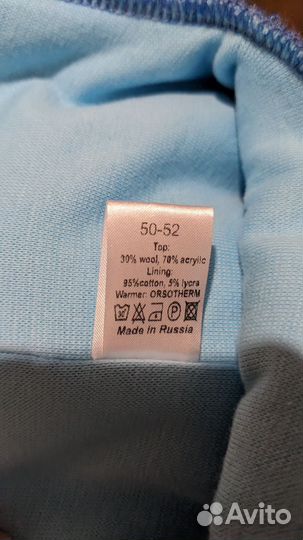 50-52
Top:
30% wool, 70% acrylic
Lining:
95%cotton, 5% lycra
Warmer: ORSOTHERM
Made in Russia
Avito